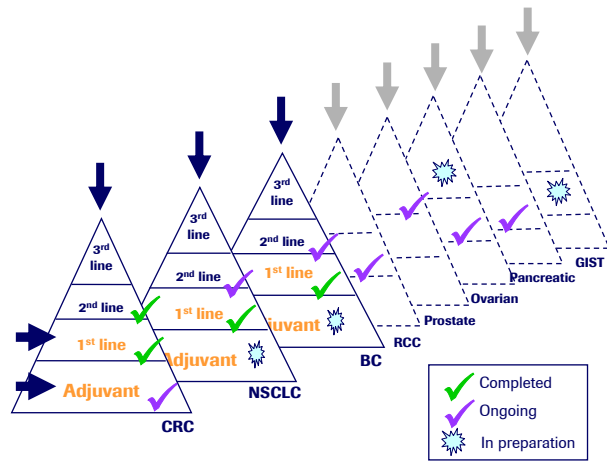 3rd
line
2nd line
1st line
Adjuvant
CRC
3rd
line
2nd line
1st line
Adjuvant
NSCLC
3rd
line
2nd line
1st line
juvant
BC
RCC
Prostate
Ovarian
Pancreatic
GIST
Completed
Ongoing
In preparation